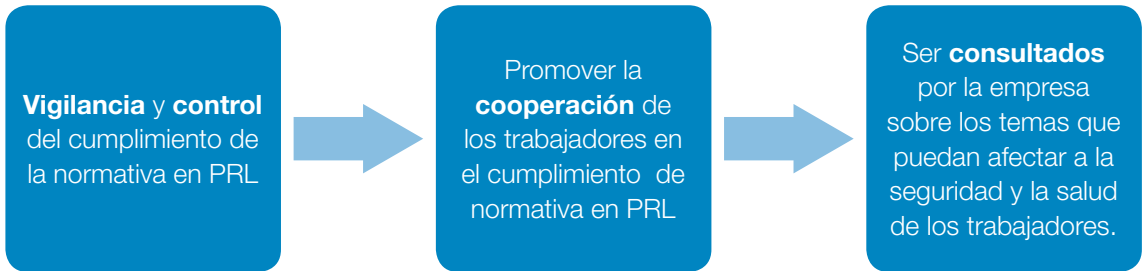 Vigilancia y control
del cumplimiento de
la normativa en PRL
Promover la
cooperación de
los trabajadores en
el cumplimiento de
normativa en PRL
Ser consultados
por la empresa
sobre los temas que
puedan afectar a la
seguridad y la salud
de los trabajadores.